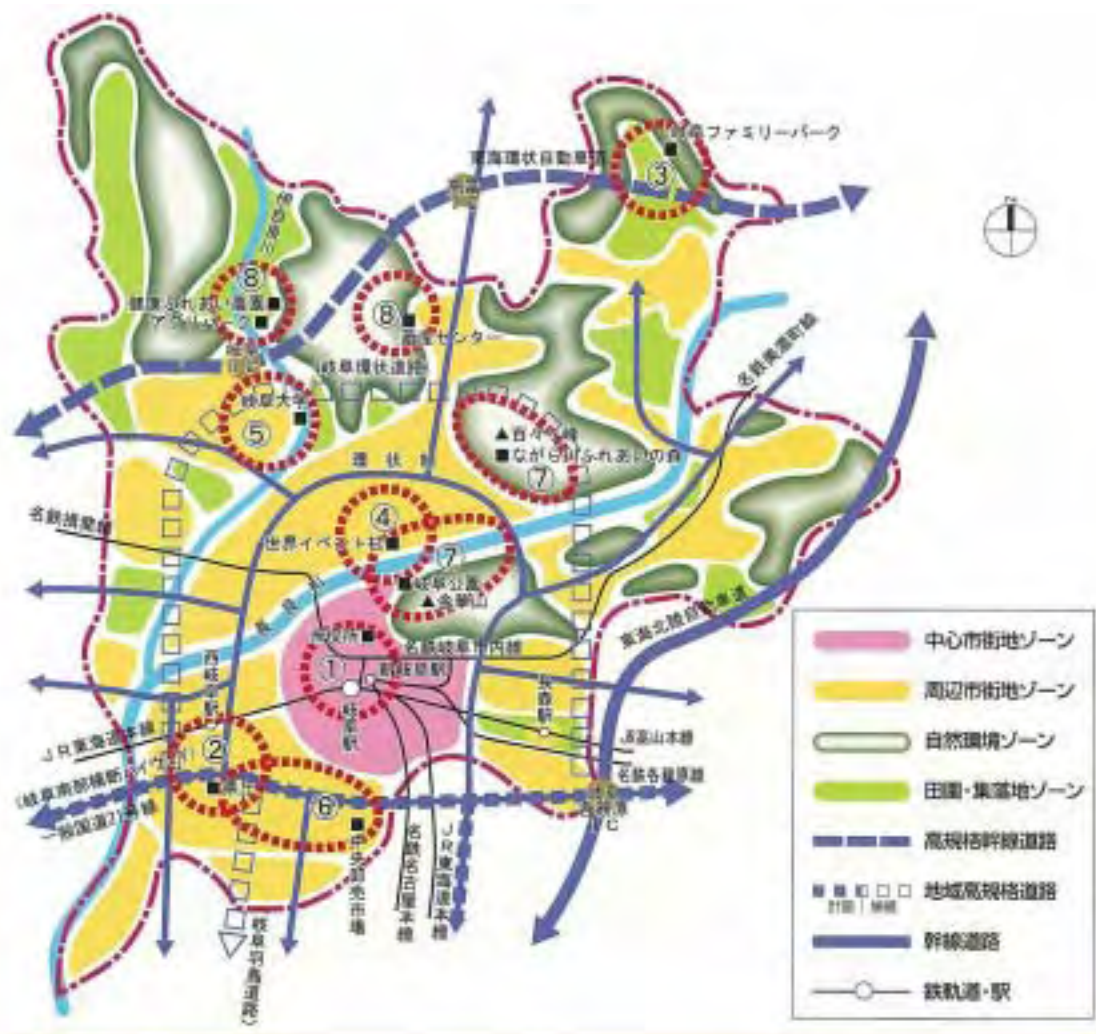 岐阜ファミリーパーク
東海環状自動車道
③
⑧
健康ふれあい農園
⑧
畜産センター
岐阜環状道路
名鉄美濃町線
岐阜大学
⑤
百々ヶ峰
ながら川ふれあいの森
⑦
環状線
名鉄揖斐線
④
世界イベント村
⑦
岐阜公園
金華山
長良川
東海北陸自動車道
市役所
名鉄岐阜市内線
①
新岐阜駅
岐阜駅
西岐阜駅
長森駅
JR東海道本線
JR高山本線
名鉄各務原線
②
県庁
一般国道21号線
⑥
中央卸売市場
名鉄名古屋本線
JR東海道本線
岐阜羽島道路)
中心市街地ゾーン
周辺市街地ゾーン
自然環境ゾーン
田園・集落地ゾーン
高規格幹線道路
地域高規格道路
計画
候補
幹線道路
鉄軌道・駅